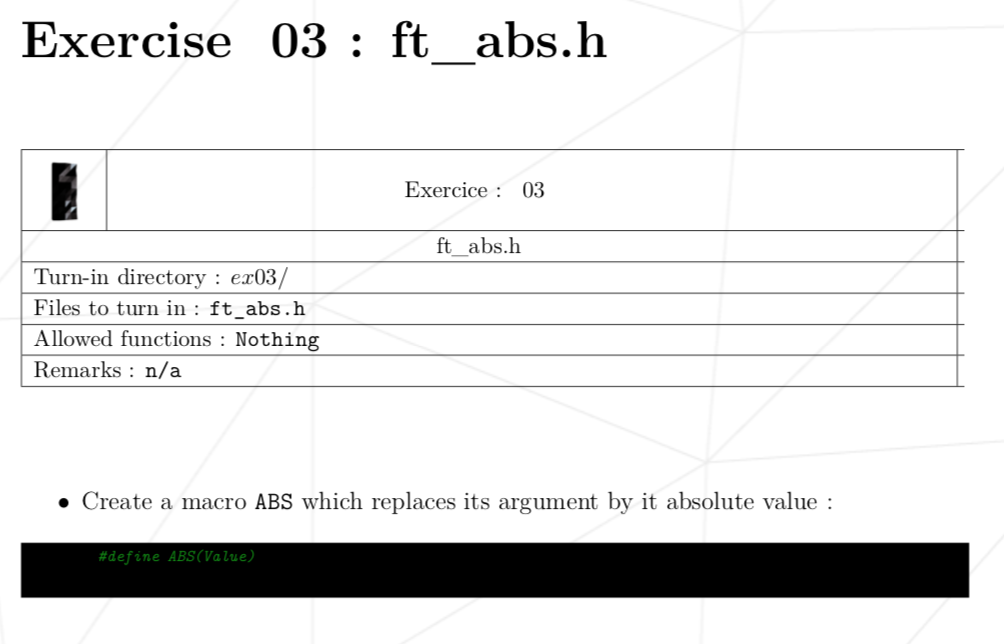 Exercise 03 : ft_abs.h
Exercice : 03
ft_abs.h
Turn-in directory : ex03/
Files to turn in : ft_abs.h
Allowed functions : Nothing
Remarks : n/a
• Create a macro ABS which replaces its argument by it absolute value :
#define ABS(Value)